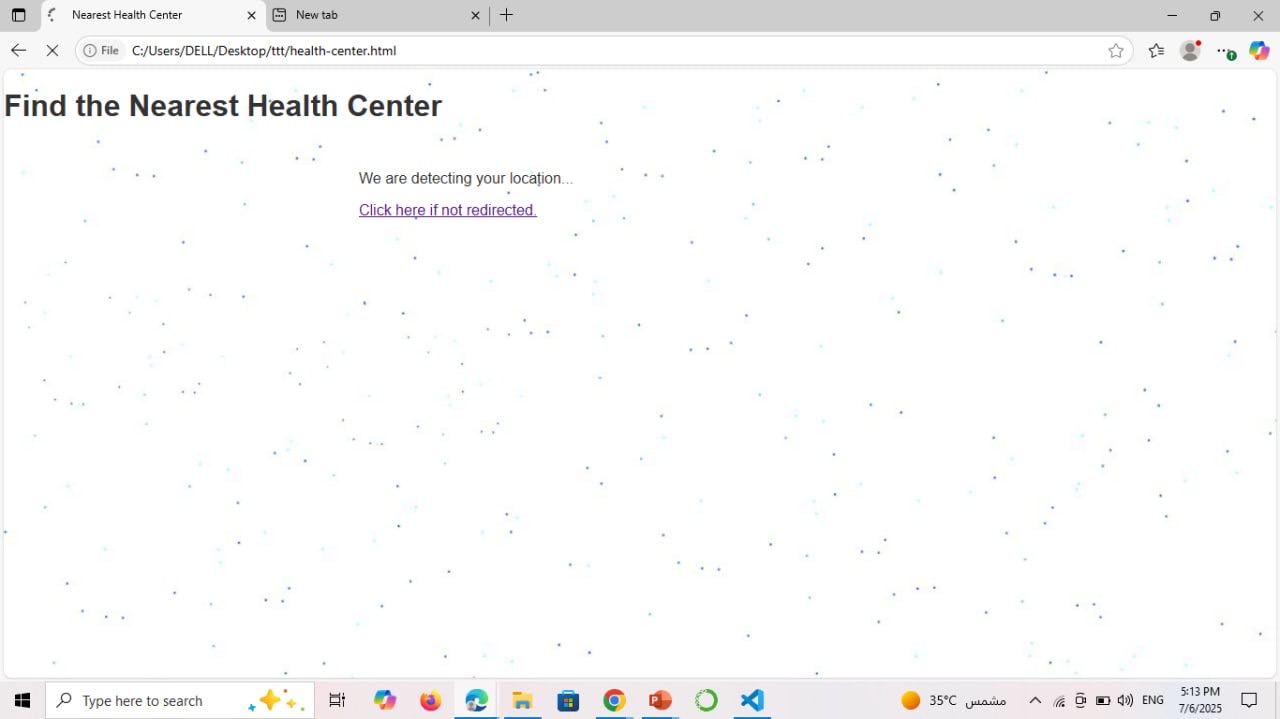 Nearest Health Center
New tab
File
C:/Users/DELL/Desktop/ttt/health-center.html
Find the Nearest Health Center
We are detecting your location...
Click here if not redirected.
Type here to search
35°C مشمس
ENG
5:13 PM
7/6/2025